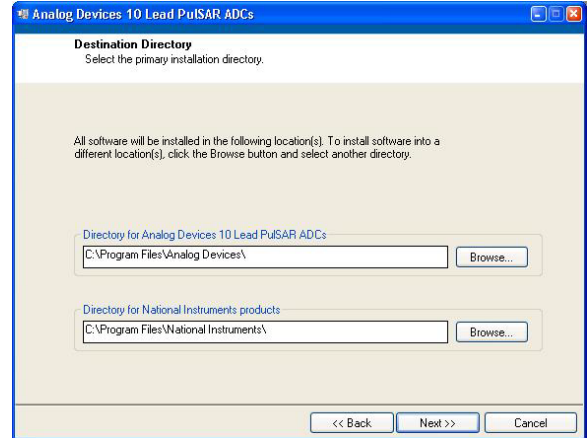 Analog Devices 10 Lead PulSAR ADCs
Destination Directory
Select the primary installation directory.
All software will be installed in the following location(s). To install software into a
different location(s), click the Browse button and select another directory.
Directory for Analog Devices 10 Lead PulSAR ADCs
C:\Program Files\Analog Devices\
Browse...
Directory for National Instruments products
C:\Program Files\National Instruments\
Browse...
<< Back
Next >>
Cancel